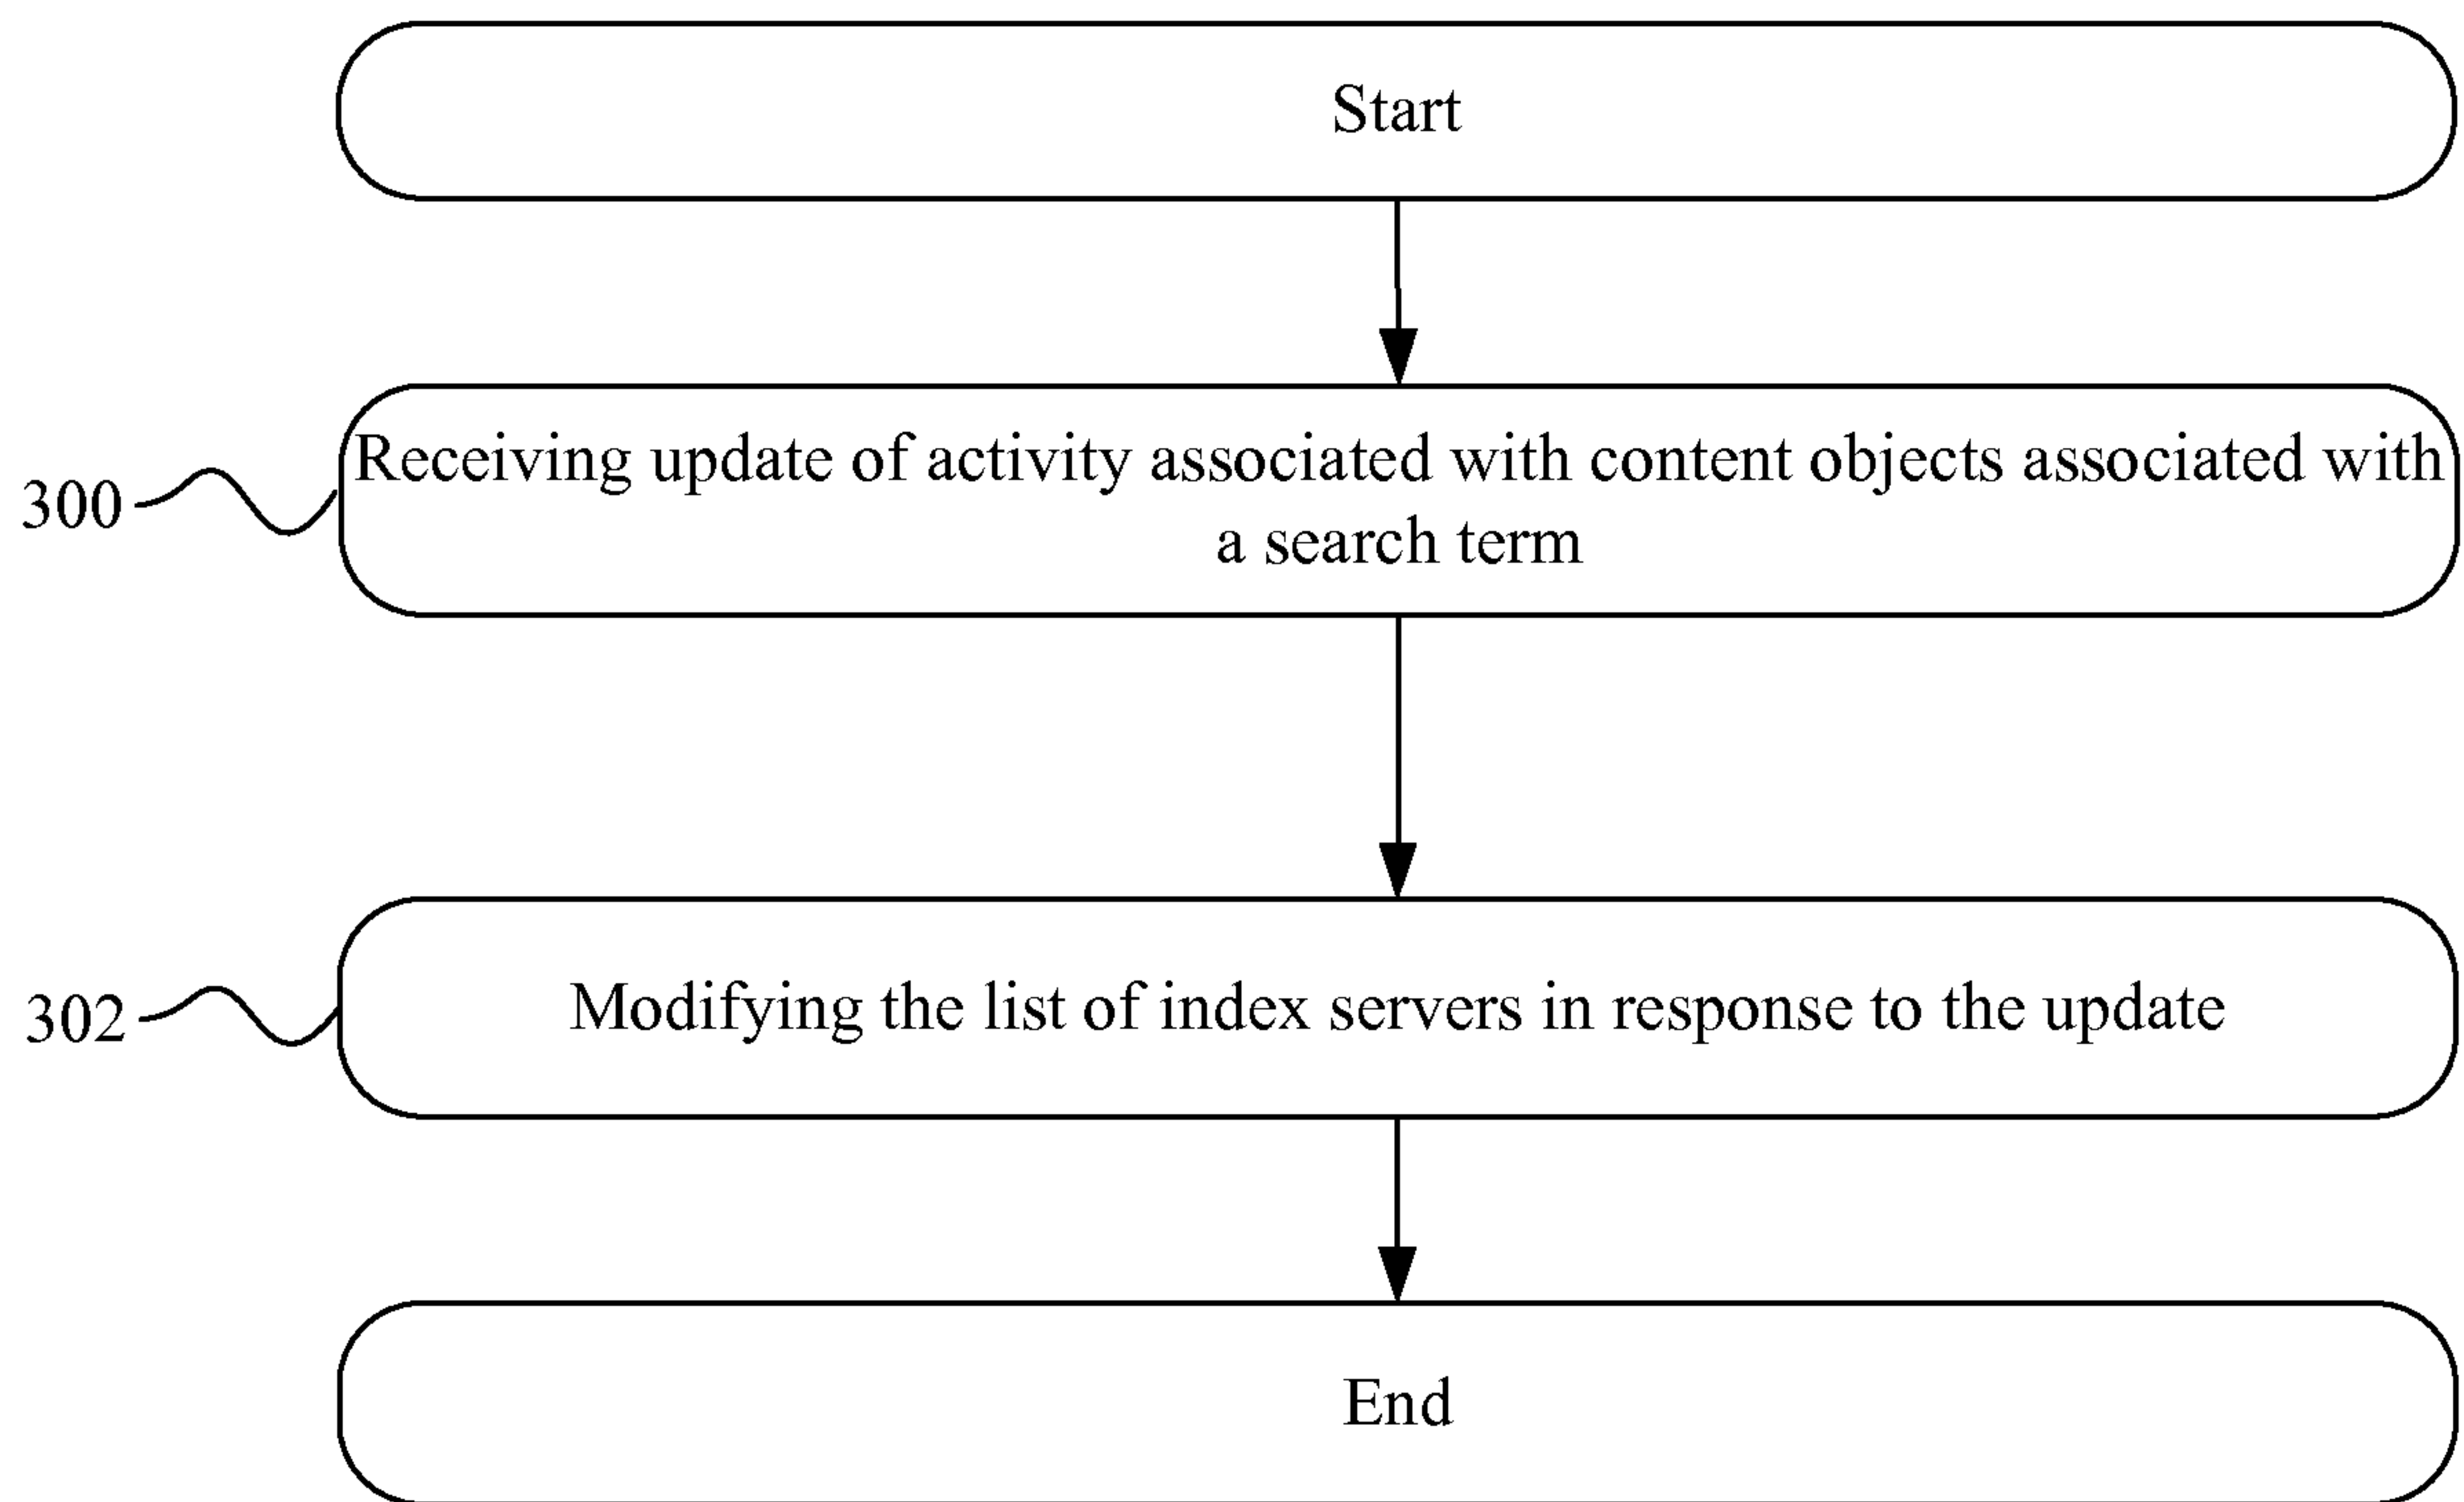 Start
Receiving update of activity associated with content objects associated with
a search term
300
Modifying the list of index servers in response to the update
302
End